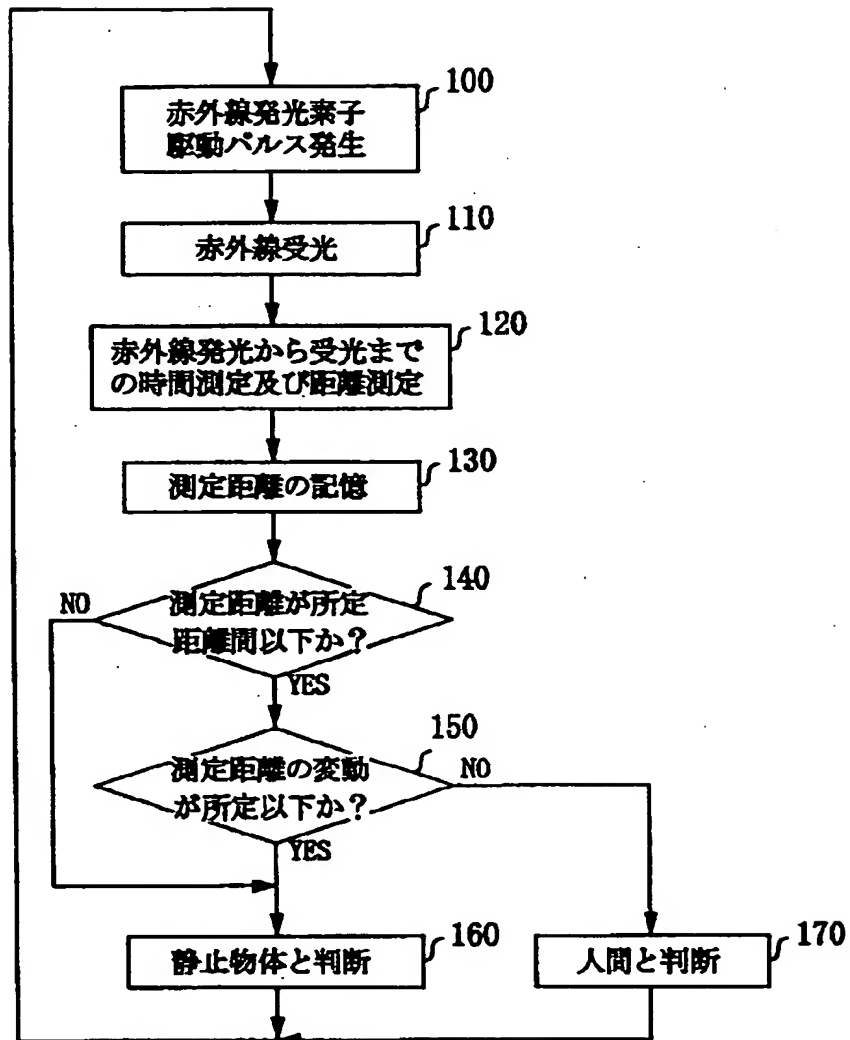 100
赤外線発光素子
駆動パルス発生
110
赤外線受光
120
赤外線発光から受光まで
の時間測定及び距離測定
130
測定距離の記憶
140
測定距離が所定
距離間以下か？
NO
YES
150
測定距離の変動
が所定以下か？
NO
YES
160
静止物体と判断
170
人間と判断